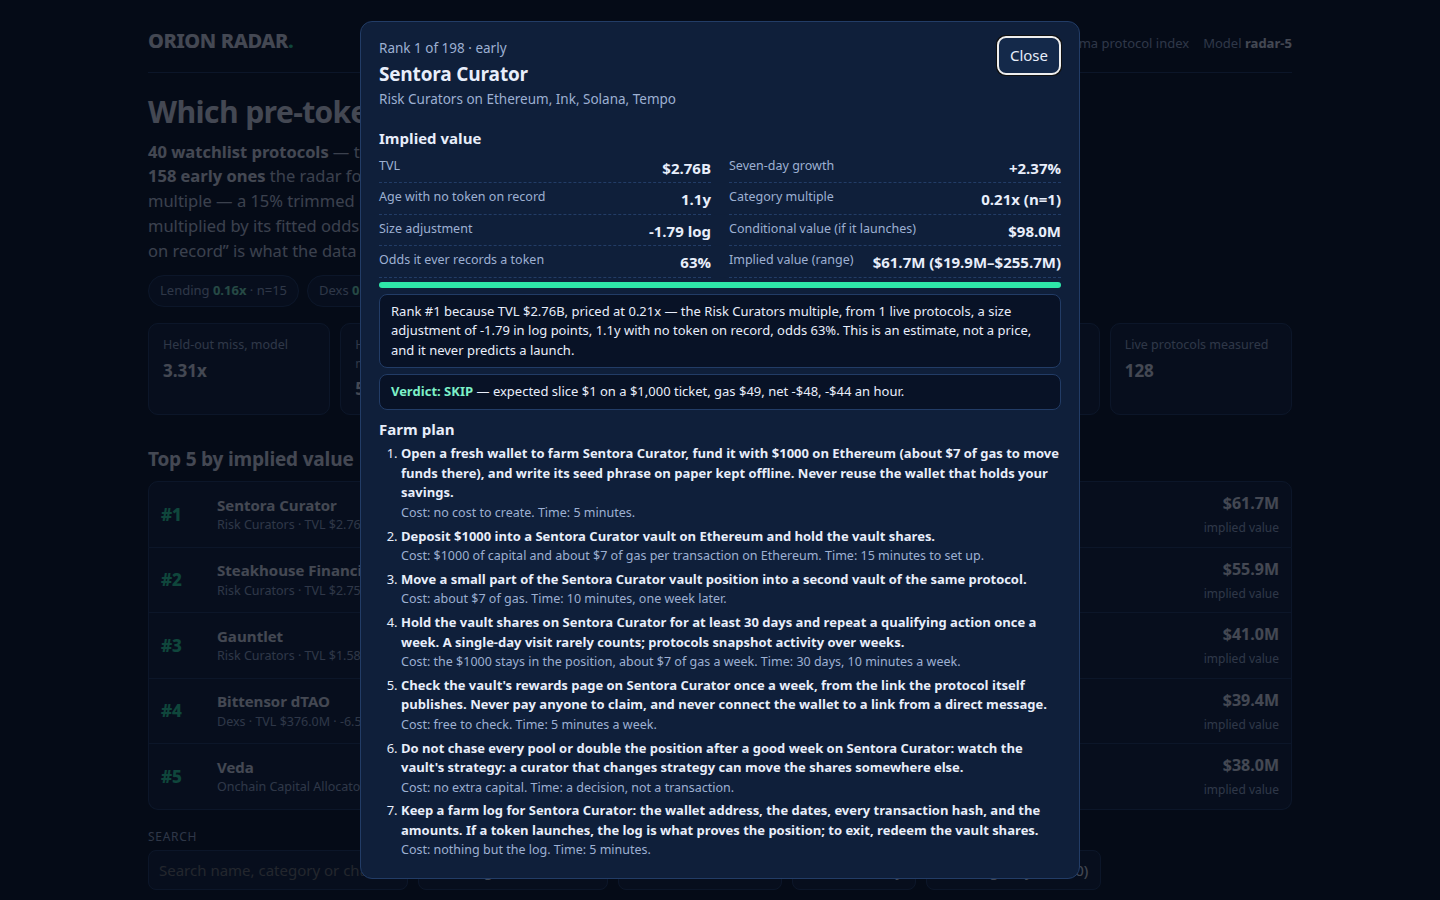 ORION RADAR.
ma protocol index Model radar-5
Which pre-toke
40 watchlist protocols — t
158 early ones the radar fo
multiple — a 15% trimmed
multiplied by its fitted odds
on record” is what the data
Lending 0.16x · n=15
Dexs 0
Held-out miss, model
3.31x
Live protocols measured
128
Top 5 by implied value
#1
Sentora Curator
Risk Curators · TVL $2.76
$61.7M
implied value
#2
Steakhouse Financi
Risk Curators · TVL $2.75
$55.9M
implied value
#3
Gauntlet
Risk Curators · TVL $1.58
$41.0M
implied value
#4
Bittensor dTAO
Dexs · TVL $376.0M · -6.5
$39.4M
implied value
#5
Veda
Onchain Capital Allocato
$38.0M
implied value
SEARCH
Search name, category or ch
Rank 1 of 198 · early
Close
Sentora Curator
Risk Curators on Ethereum, Ink, Solana, Tempo
Implied value
TVL $2.76B
Seven-day growth +2.37%
Age with no token on record 1.1y
Category multiple 0.21x (n=1)
Size adjustment -1.79 log
Conditional value (if it launches) $98.0M
Odds it ever records a token 63%
Implied value (range) $61.7M ($19.9M–$255.7M)
Rank #1 because TVL $2.76B, priced at 0.21x — the Risk Curators multiple, from 1 live protocols, a size
adjustment of -1.79 in log points, 1.1y with no token on record, odds 63%. This is an estimate, not a price,
and it never predicts a launch.
Verdict: SKIP — expected slice $1 on a $1,000 ticket, gas $49, net -$48, -$44 an hour.
Farm plan
1. Open a fresh wallet to farm Sentora Curator, fund it with $1000 on Ethereum (about $7 of gas to move
funds there), and write its seed phrase on paper kept offline. Never reuse the wallet that holds your
savings.
Cost: no cost to create. Time: 5 minutes.
2. Deposit $1000 into a Sentora Curator vault on Ethereum and hold the vault shares.
Cost: $1000 of capital and about $7 of gas per transaction on Ethereum. Time: 15 minutes to set up.
3. Move a small part of the Sentora Curator vault position into a second vault of the same protocol.
Cost: about $7 of gas. Time: 10 minutes, one week later.
4. Hold the vault shares on Sentora Curator for at least 30 days and repeat a qualifying action once a
week. A single-day visit rarely counts; protocols snapshot activity over weeks.
Cost: the $1000 stays in the position, about $7 of gas a week. Time: 30 days, 10 minutes a week.
5. Check the vault's rewards page on Sentora Curator once a week, from the link the protocol itself
publishes. Never pay anyone to claim, and never connect the wallet to a link from a direct message.
Cost: free to check. Time: 5 minutes a week.
6. Do not chase every pool or double the position after a good week on Sentora Curator: watch the
vault's strategy: a curator that changes strategy can move the shares somewhere else.
Cost: no extra capital. Time: a decision, not a transaction.
7. Keep a farm log for Sentora Curator: the wallet address, the dates, every transaction hash, and the
amounts. If a token launches, the log is what proves the position; to exit, redeem the vault shares.
Cost: nothing but the log. Time: 5 minutes.